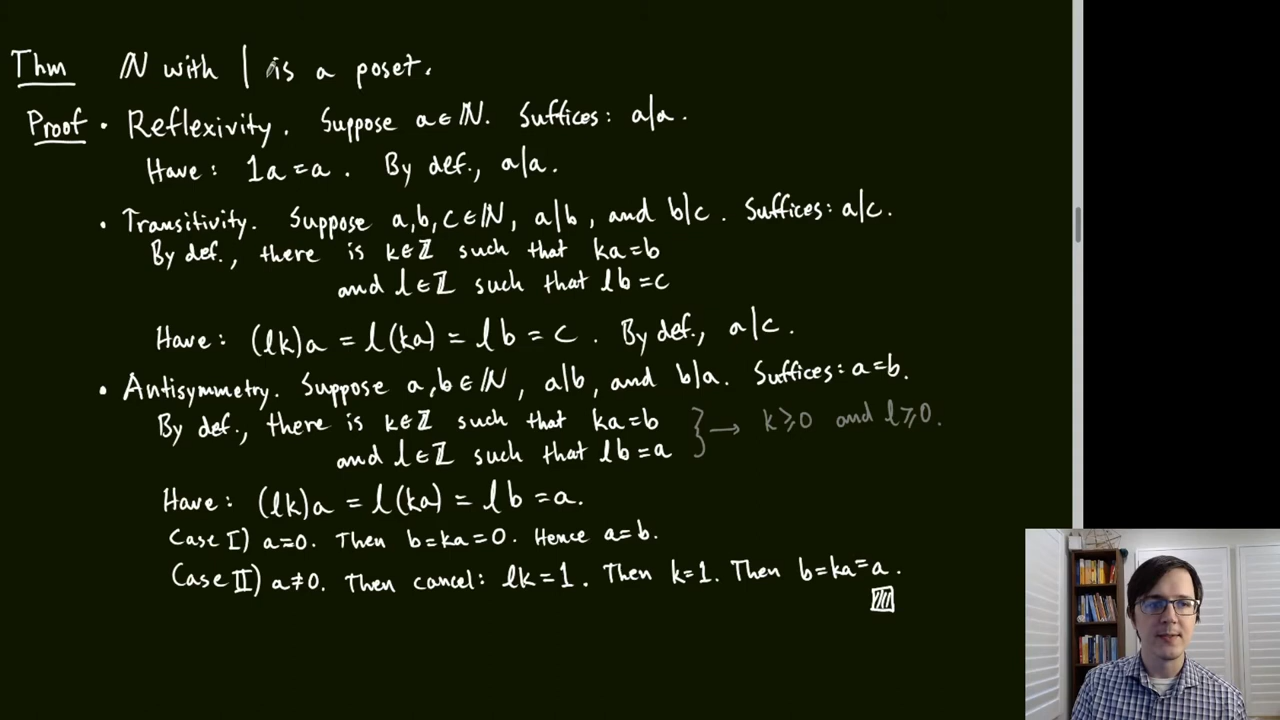 Thm ℕ with | is a poset.
Proof • Reflexivity. Suppose a∈ℕ. Suffices: a|a.
Have: 1a=a. By def., a|a.
• Transitivity. Suppose a,b,c∈ℕ, a|b, and b|c. Suffices: a|c.
By def., there is k∈ℤ such that ka=b
and l∈ℤ such that lb=c
Have: (lk)a = l(ka) = lb = c. By def., a|c.
• Antisymmetry. Suppose a,b∈ℕ, a|b, and b|a. Suffices: a=b.
By def., there is k∈ℤ such that ka=b } → k≥0 and l≥0.
and l∈ℤ such that lb=a
Have: (lk)a = l(ka) = lb = a.
Case I) a=0. Then b=ka=0. Hence a=b.
Case II) a≠0. Then cancel: lk=1. Then k=1. Then b=ka=a.